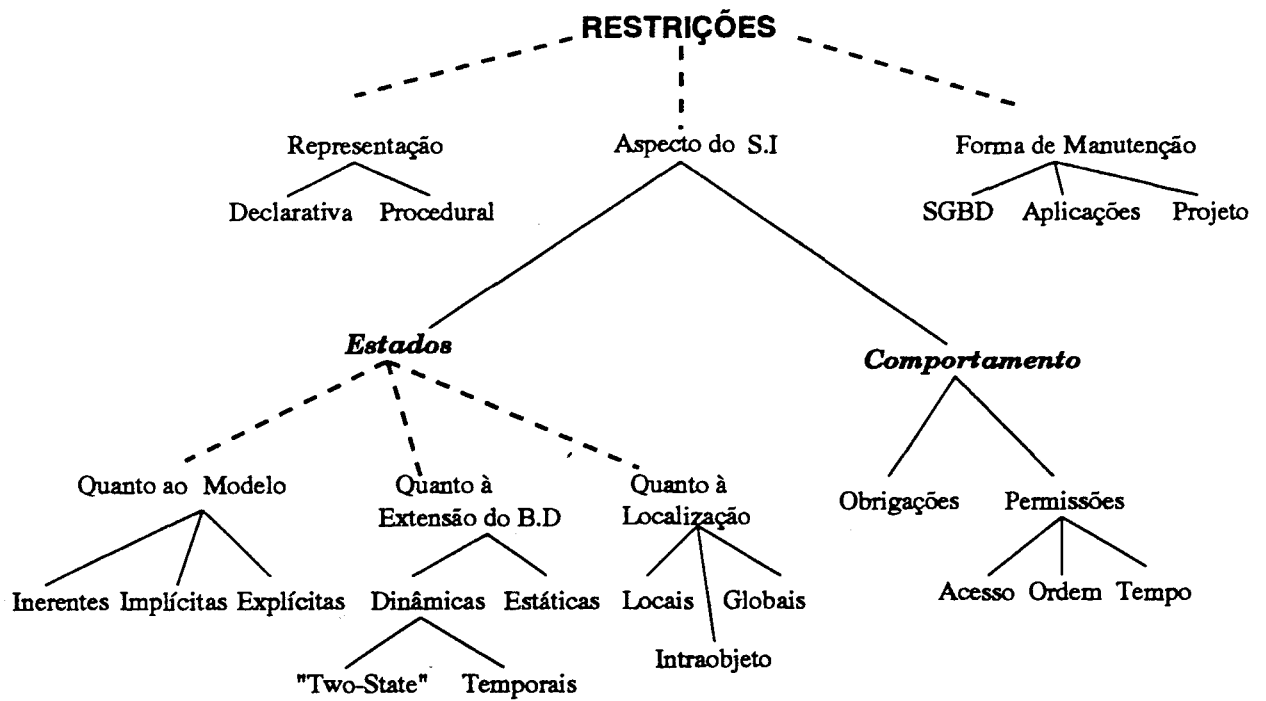 RESTRIÇÕES
Representação Aspecto do S.I Forma de Manutenção
Declarativa Procedural SGBD Aplicações Projeto
Estados Comportamento
Quanto ao Modelo Quanto à Quanto à
Extensão do B.D Localização
Obrigações Permissões
Inerentes Implícitas Explícitas Dinâmicas Estáticas Locais Globais
Acesso Ordem Tempo
Intraobjeto
"Two-State" Temporais